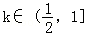 k∈ (1/2, 1]